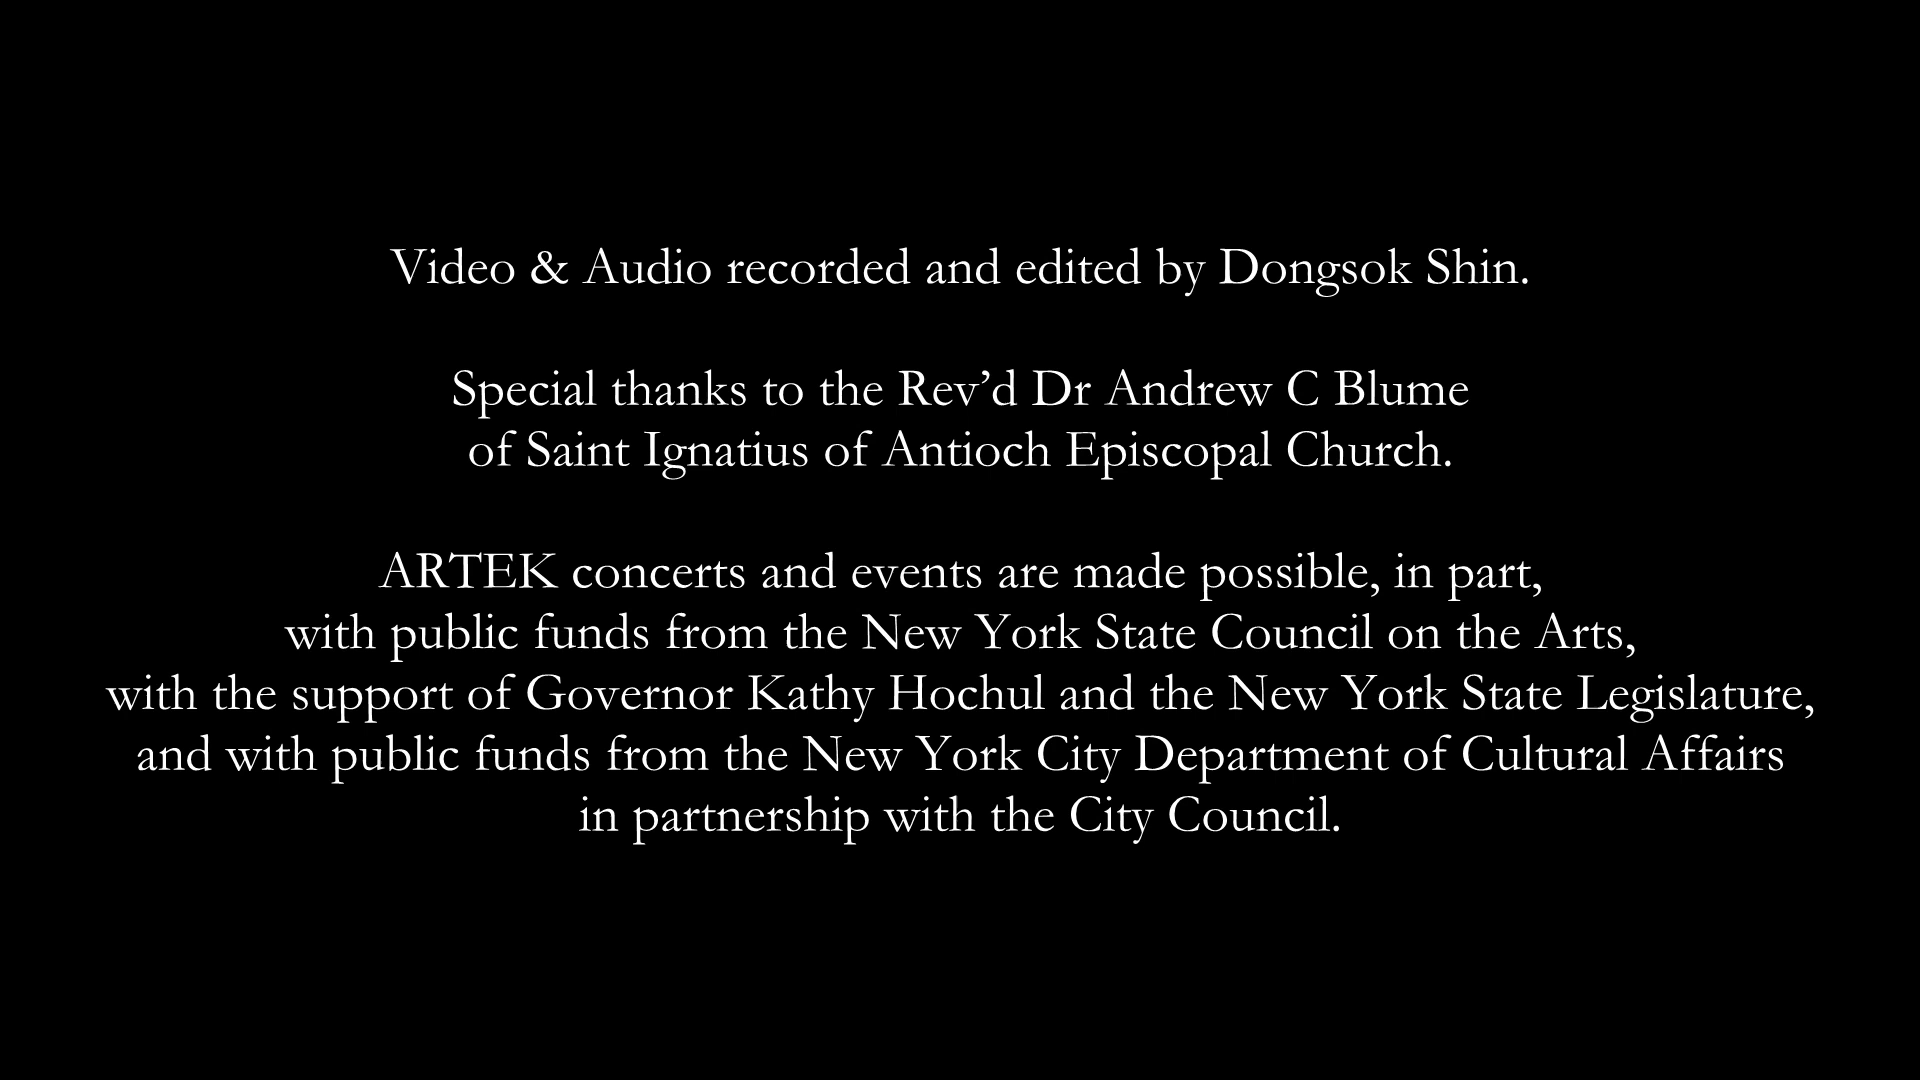 Video & Audio recorded and edited by Dongsok Shin.
Special thanks to the Rev’d Dr Andrew C Blume
of Saint Ignatius of Antioch Episcopal Church.
ARTEK concerts and events are made possible, in part,
with public funds from the New York State Council on the Arts,
with the support of Governor Kathy Hochul and the New York State Legislature,
and with public funds from the New York City Department of Cultural Affairs
in partnership with the City Council.